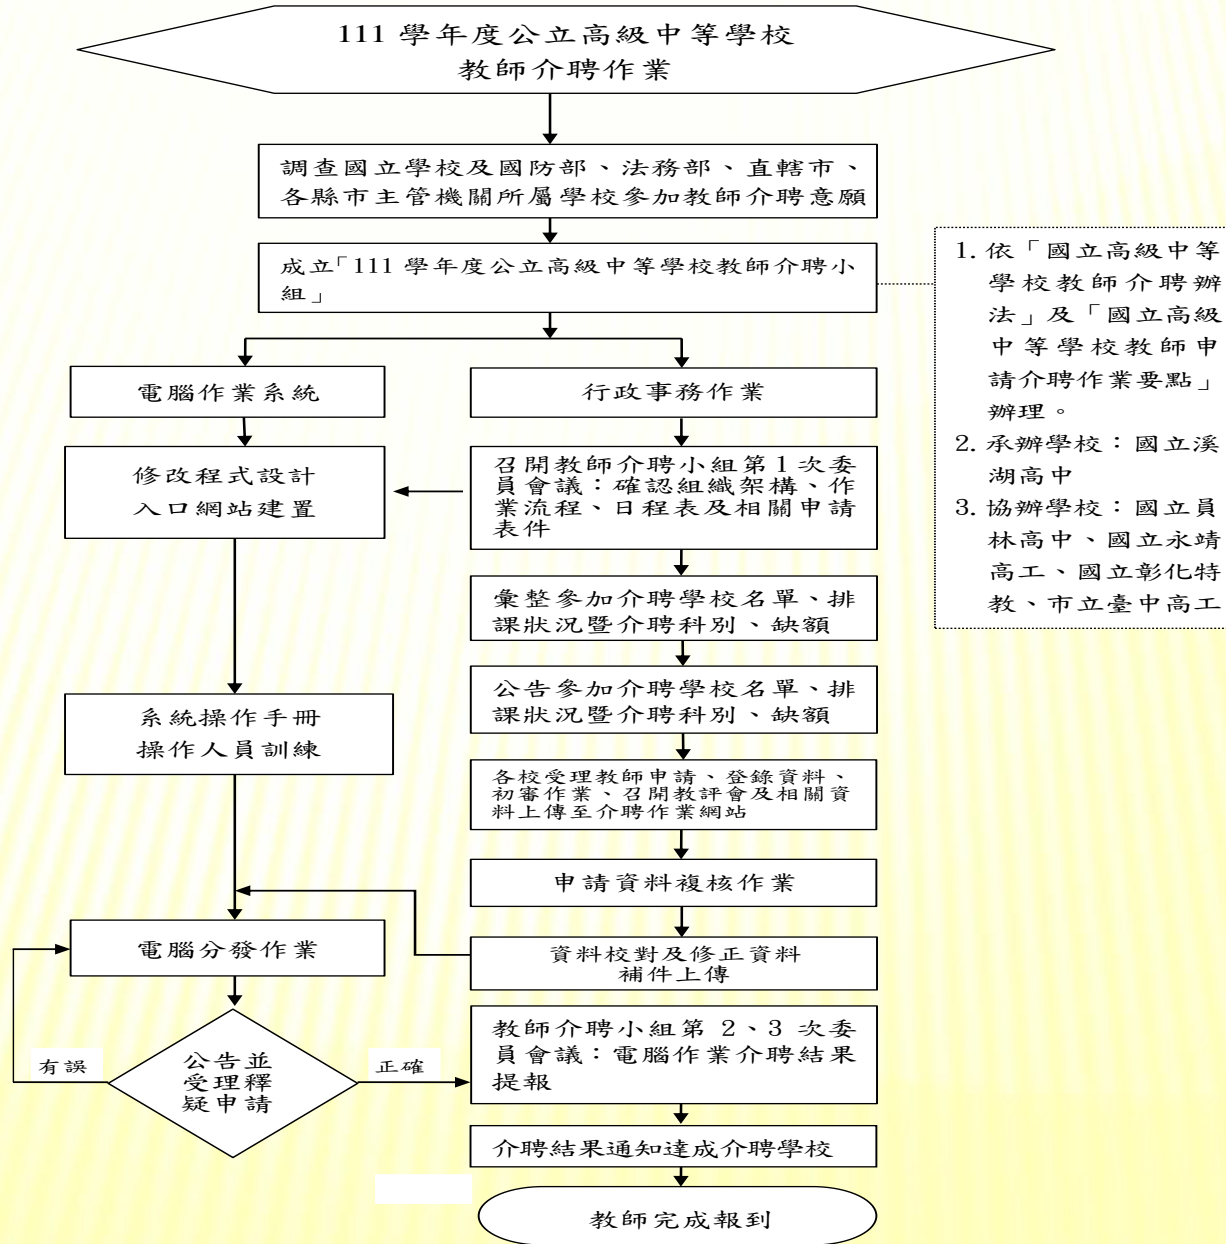 111 學年度公立高級中等學校
教師介聘作業
調查國立學校及國防部、法務部、直轄市、
各縣市主管機關所屬學校參加教師介聘意願
成立「111 學年度公立高級中等學校教師介聘小
組」
1. 依「國立高級中等
學校教師介聘辦
法」及「國立高級
中等學校教師申
請介聘作業要點」
辦理。
2. 承辦學校：國立溪
湖高中
3. 協辦學校：國立員
林高中、國立永靖
高工、國立彰化特
教、市立臺中高工
電腦作業系統
行政事務作業
修改程式設計
入口網站建置
召開教師介聘小組第1次委
員會議：確認組織架構、作
業流程、日程表及相關申請
表件
彙整參加介聘學校名單、排
課狀況暨介聘科別、缺額
公告參加介聘學校名單、排
課狀況暨介聘科別、缺額
系統操作手冊
操作人員訓練
各校受理教師申請、登錄資料、
初審作業、召開教評會及相關資
料上傳至介聘作業網站
申請資料複核作業
電腦分發作業
資料校對及修正資料
補件上傳
公告並
受理釋
疑申請
有誤
正確
教師介聘小組第 2、3 次委
員會議：電腦作業介聘結果
提報
介聘結果通知達成介聘學校
教師完成報到